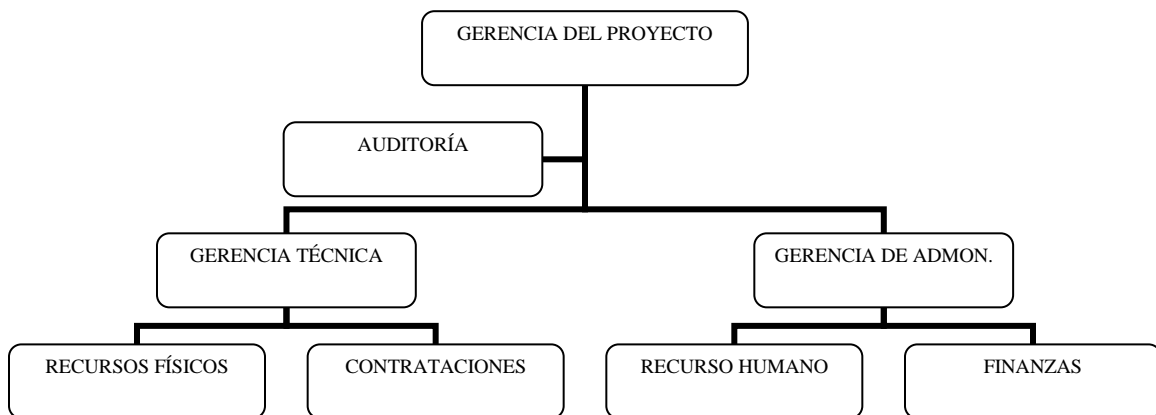 GERENCIA DEL PROYECTO
AUDITORÍA
GERENCIA TÉCNICA
GERENCIA DE ADMON.
RECURSOS FÍSICOS
CONTRATACIONES
RECURSO HUMANO
FINANZAS